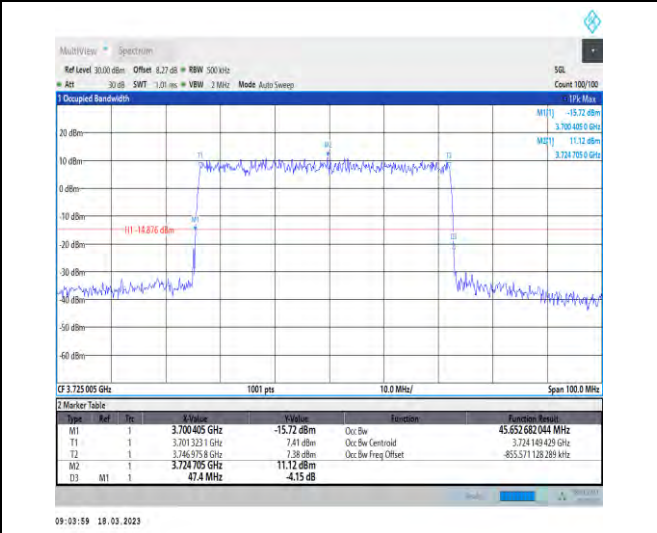 MultiView Spectrum
Ref Level 30.00 dBm Offset 8.27 dB RBW 500 kHz SGL
Att 30 dB SWT 1.01 ms VBW 2 MHz Mode Auto Sweep Count 100/100
1 Occupied Bandwidth 1Pk Max
M1[1] -15.72 dBm
3.700 405 0 GHz
M2[1] 11.12 dBm
3.724 705 0 GHz
20 dBm
M2
T1
T2
10 dBm
0 dBm
-10 dBm
M1
H1 -14.876 dBm
D3
-20 dBm
-30 dBm
-40 dBm
-50 dBm
-60 dBm
CF 3.725 005 GHz 1001 pts 10.0 MHz/ Span 100.0 MHz
2 Marker Table
Type Ref Trc X-Value Y-Value Function Function Result
M1 1 3.700405 GHz -15.72 dBm Occ Bw 45.652 682 044 MHz
T1 1 3.701323 1 GHz 7.41 dBm Occ Bw Centroid 3.724 149 429 GHz
T2 1 3.746 975 8 GHz 7.38 dBm Occ Bw Freq Offset -855.571 128 289 kHz
M2 1 3.724 705 GHz 11.12 dBm
D3 M1 1 47.4 MHz -4.15 dB
09:03:59 18.03.2023